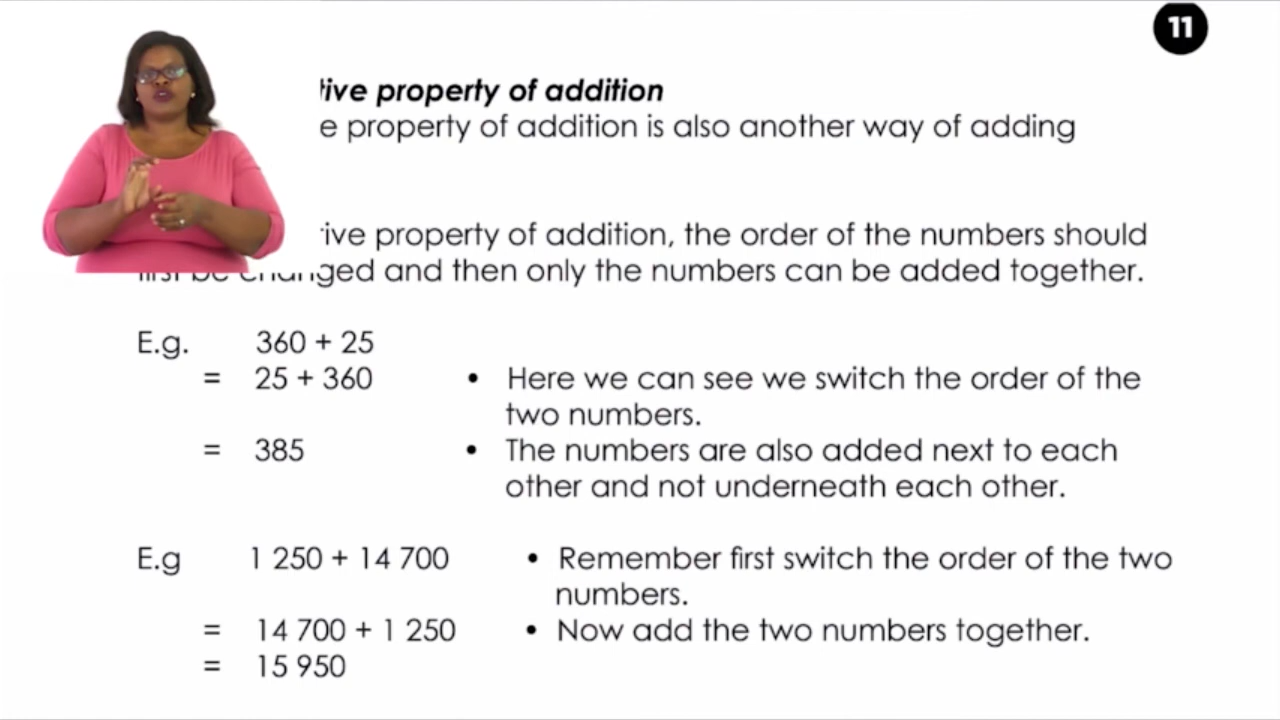 11
property of addition
property of addition is also another way of adding
property of addition, the order of the numbers should
and then only the numbers can be added together.
E.g. 360 + 25
= 25 + 360 • Here we can see we switch the order of the
two numbers.
= 385 • The numbers are also added next to each
other and not underneath each other.
E.g 1 250 + 14 700 • Remember first switch the order of the two
numbers.
= 14 700 + 1 250 • Now add the two numbers together.
= 15 950